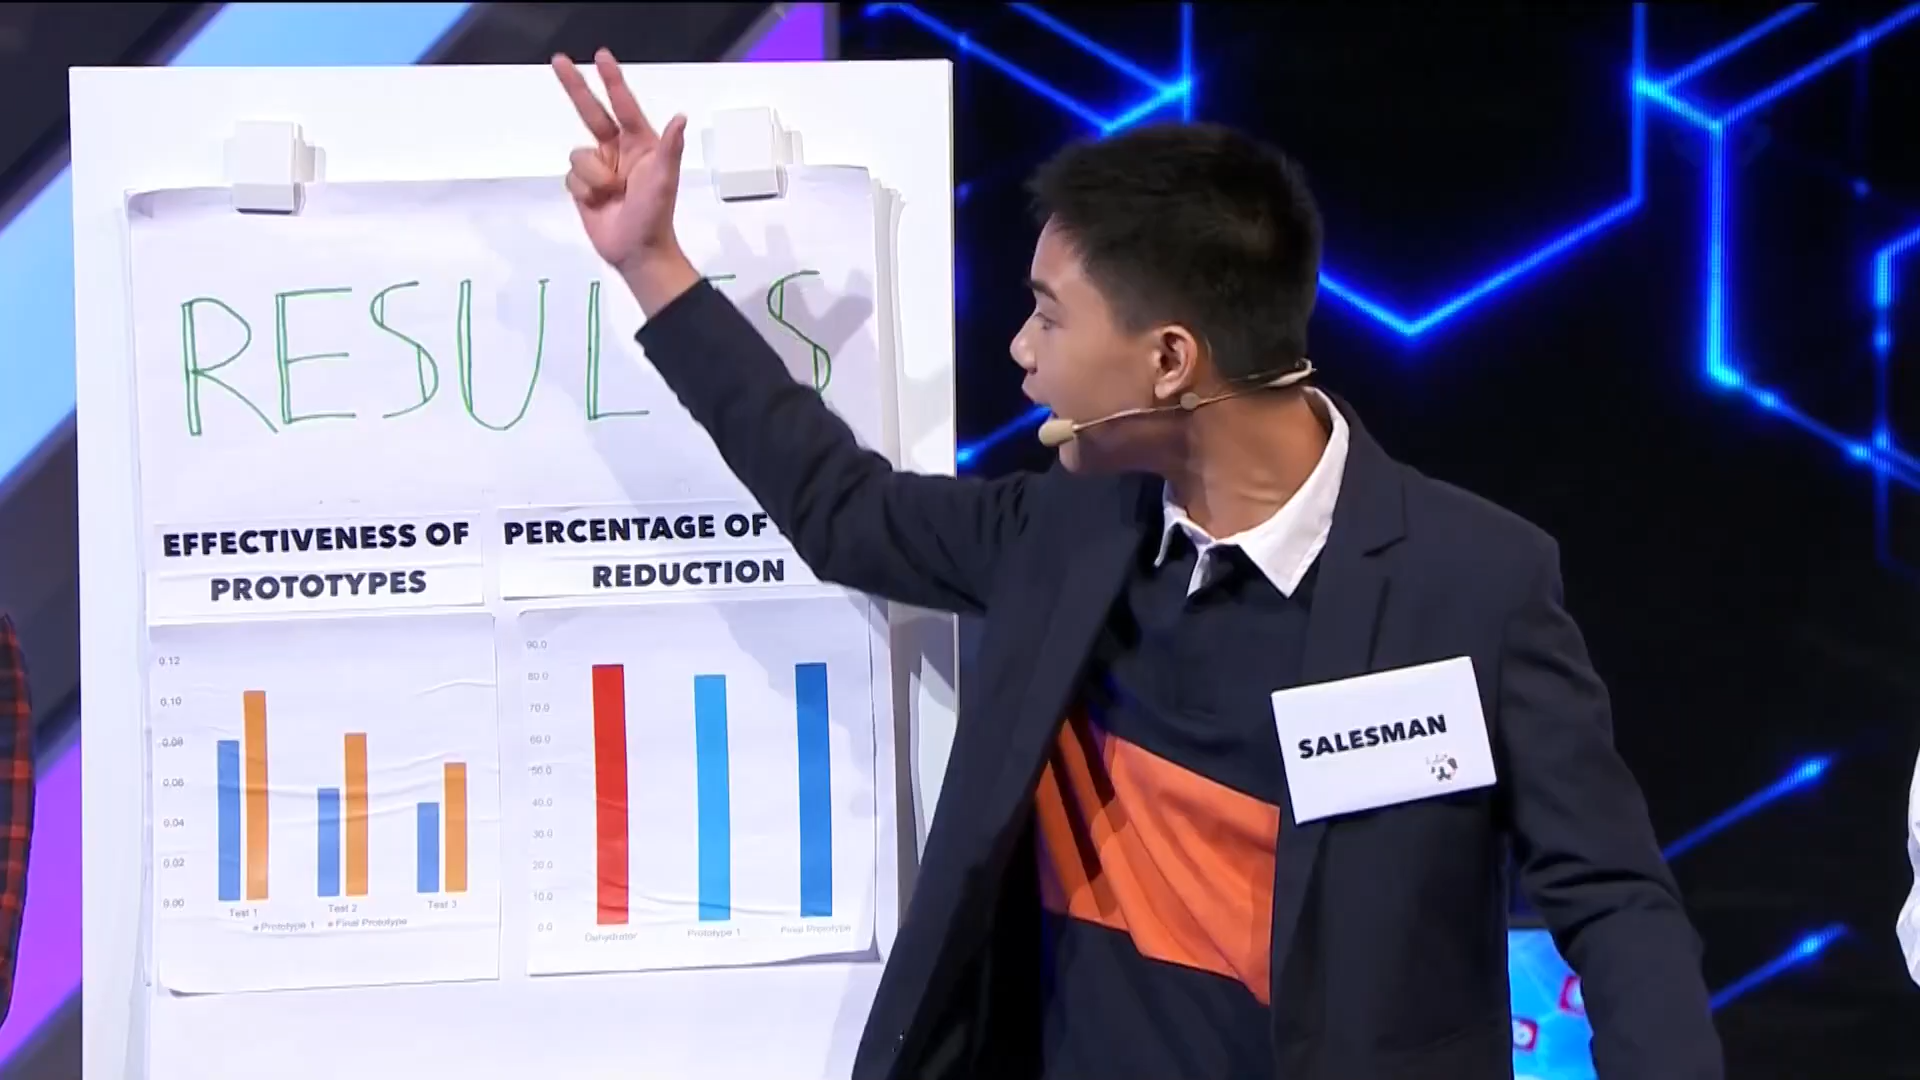 RESULTS
EFFECTIVENESS OF
PROTOTYPES
0.12
0.10
0.08
0.06
0.04
0.02
0.00
Test 1 Test 2 Test 3
Prototype 1 Final Prototype
PERCENTAGE OF
REDUCTION
90.0
80.0
70.0
60.0
50.0
40.0
30.0
20.0
10.0
0.0
Dehydrator Prototype 1 Final Prototype
SALESMAN